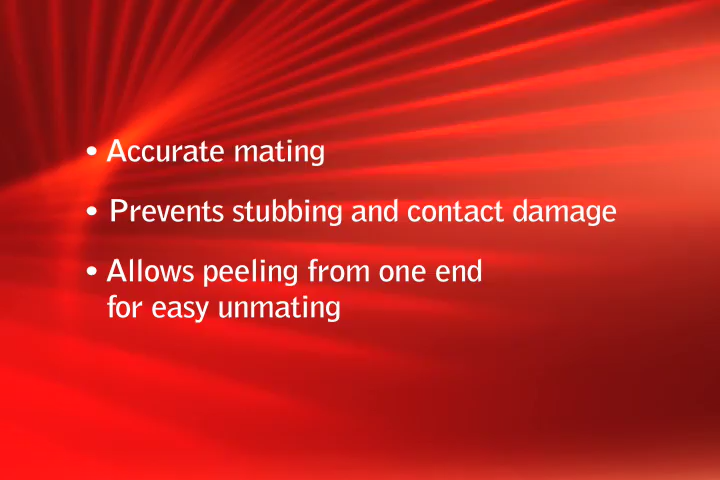 • Accurate mating
• Prevents stubbing and contact damage
• Allows peeling from one end
for easy unmating